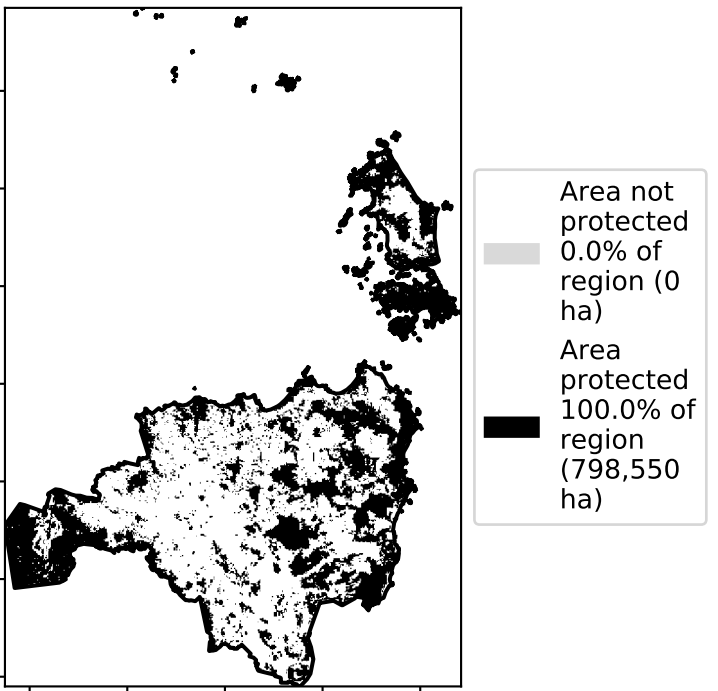 Area not
protected
0.0% of
region (0
ha)
Area
protected
100.0% of
region
(798,550
ha)